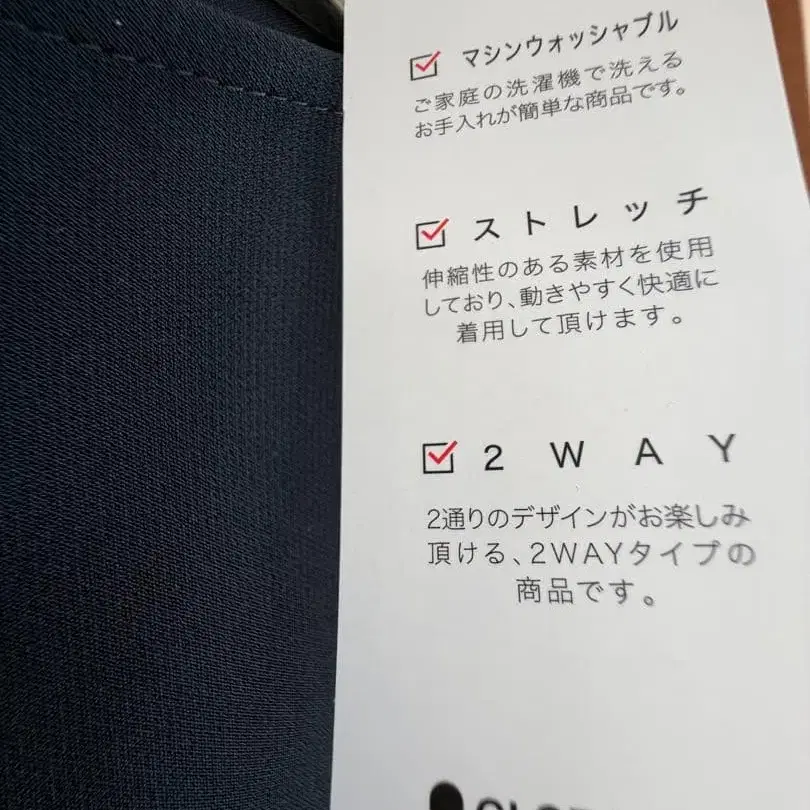 マシンウォッシャブル
ご家庭の洗濯機で洗える
お手入れが簡単な商品です。
ストレッチ
伸縮性のある素材を使用
しており、動きやすく快適に
着用して頂けます。
2WAY
2通りのデザインがお楽しみ
頂ける、2WAYタイプの
商品です。